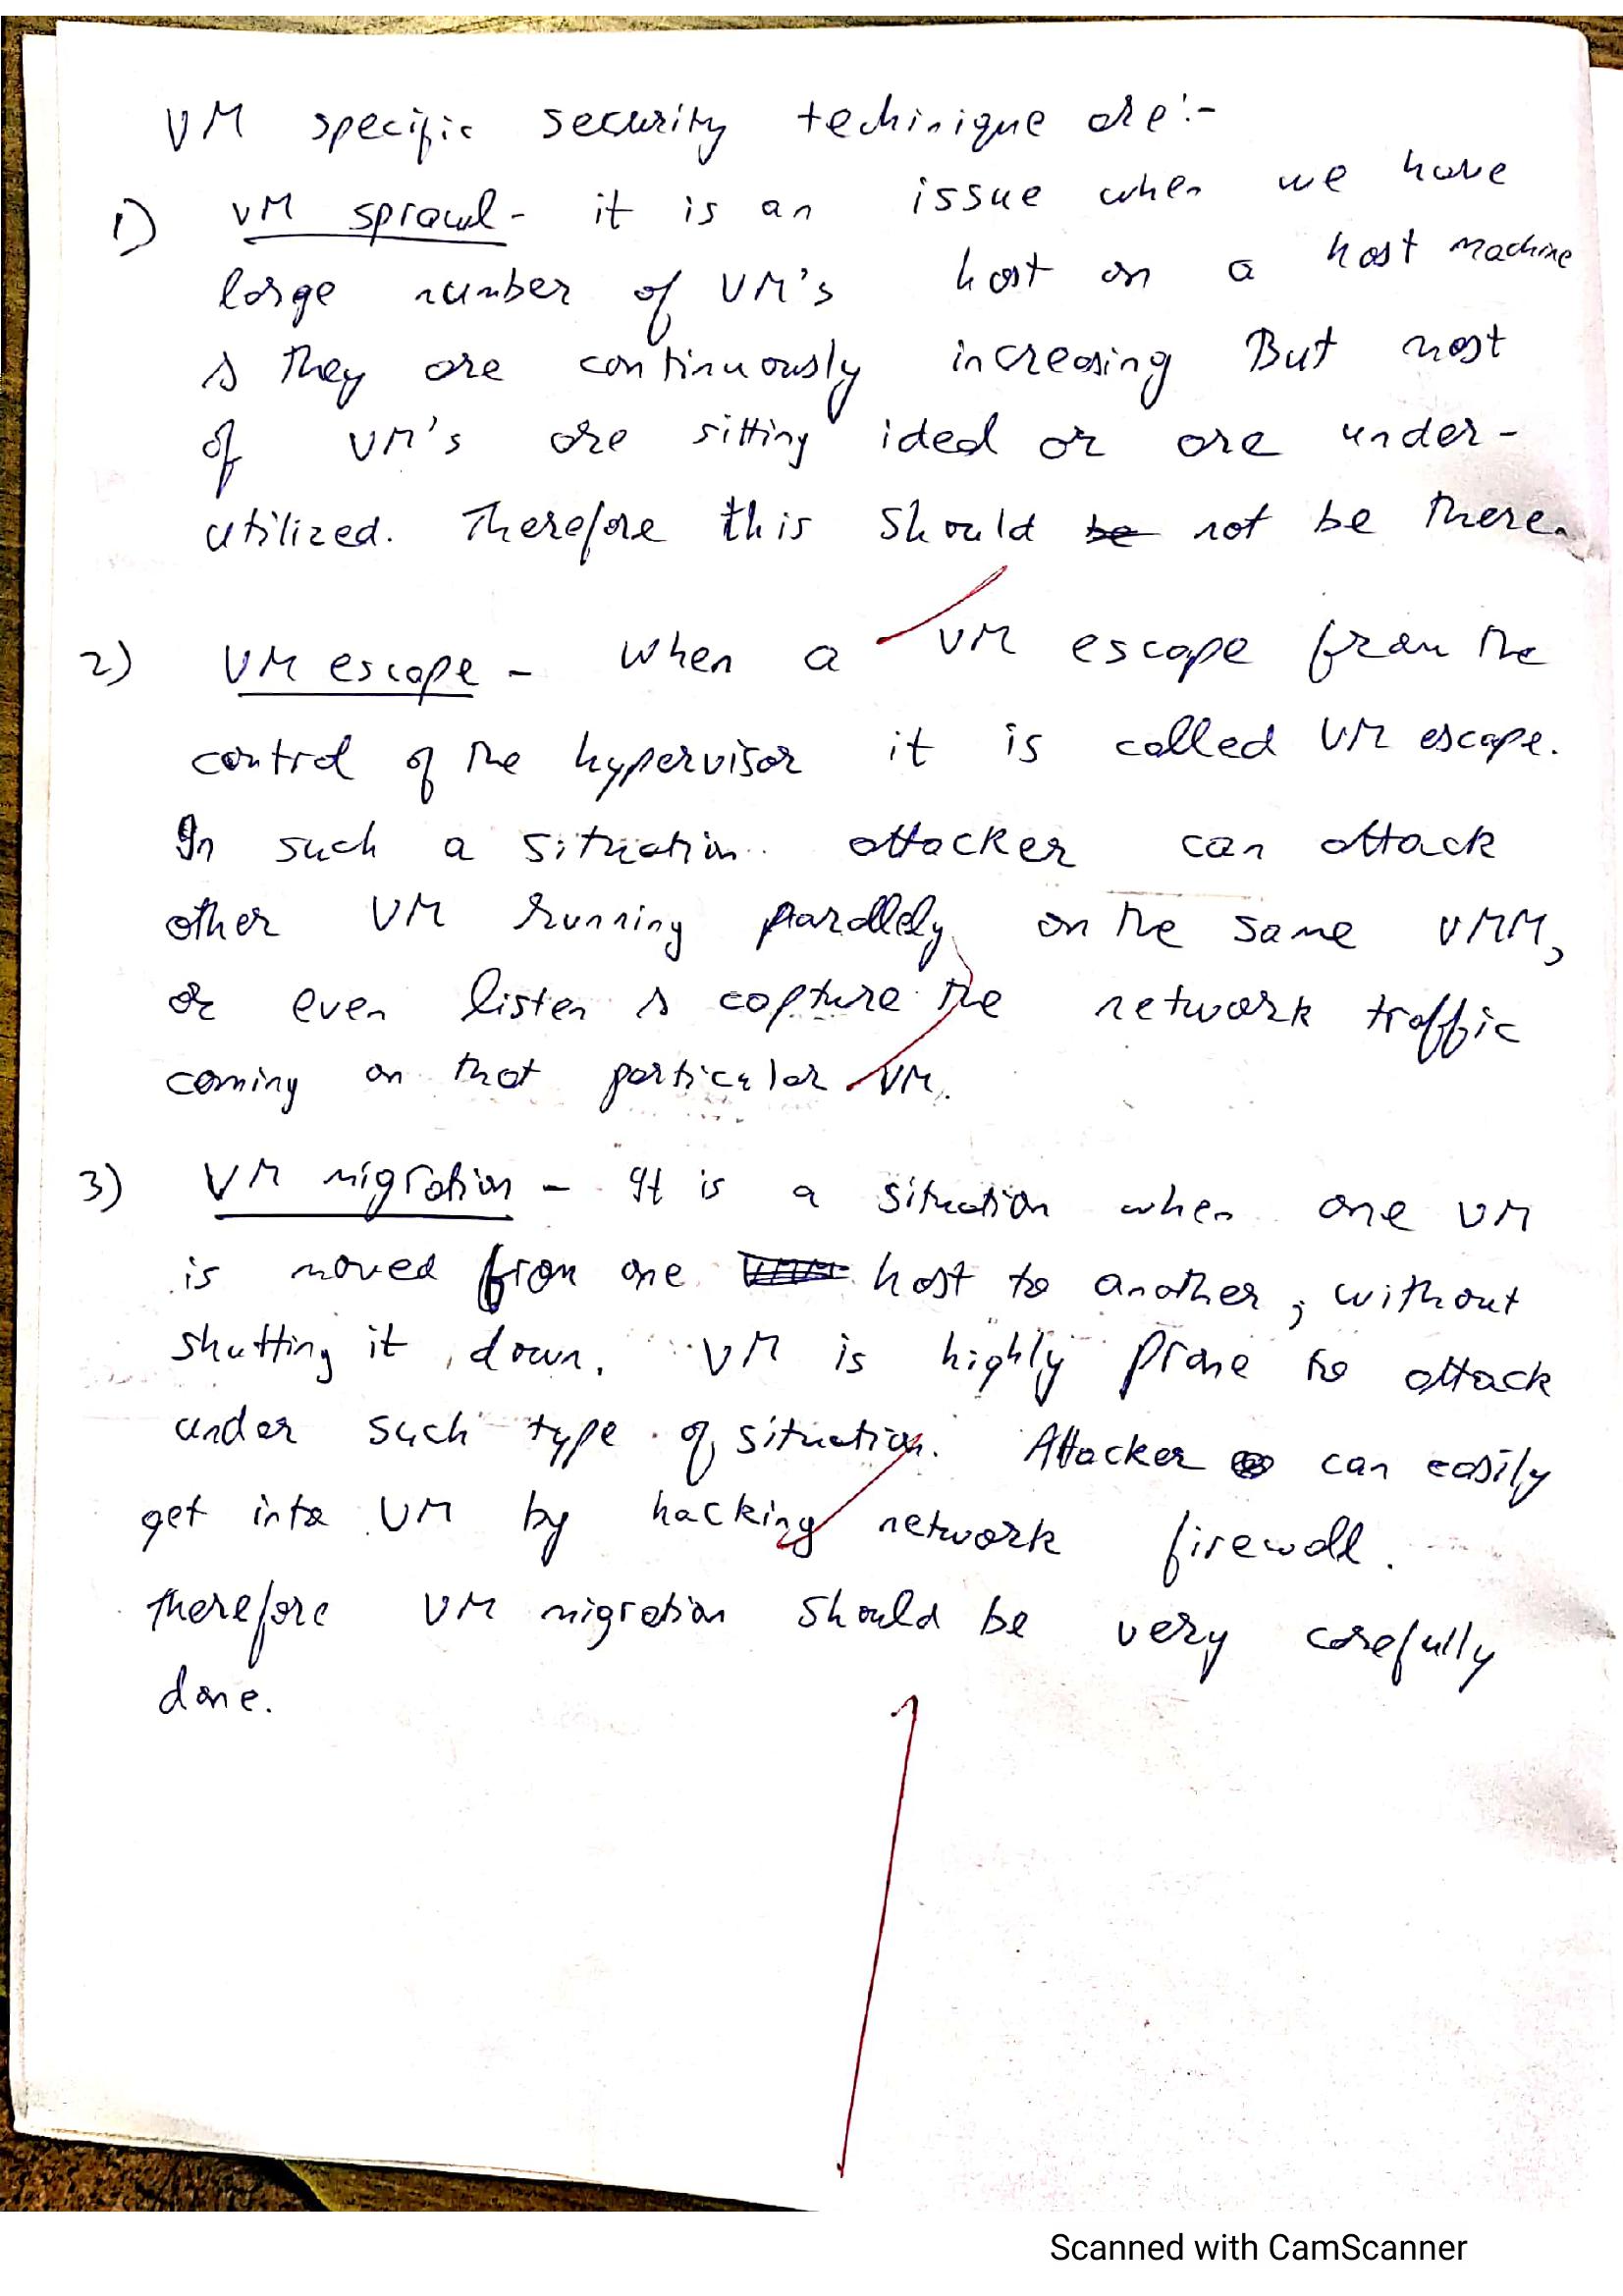 VM specific security techinique are:-
1) VM sprawl - it is an issue when we have
large number of VM's host on a host machine
& they are continuously increasing But most
of VM's are sitting ided or are under-
utilized. Therefore this should be not be there.
2) VM escape - When a VM escape from the
control of the hypervisor it is called VM escape.
In such a situation attacker can attack
other VM running parallely on the same VMM,
or even listen & capture the network traffic
coming on that particular VM.
3) VM migration - It is a situation when one VM
is moved from one host to another, without
shutting it down. VM is highly prone to attack
under such type of situation. Attacker can easily
get into VM by hacking network firewall.
therefore VM migration should be very carefully
done.
Scanned with CamScanner